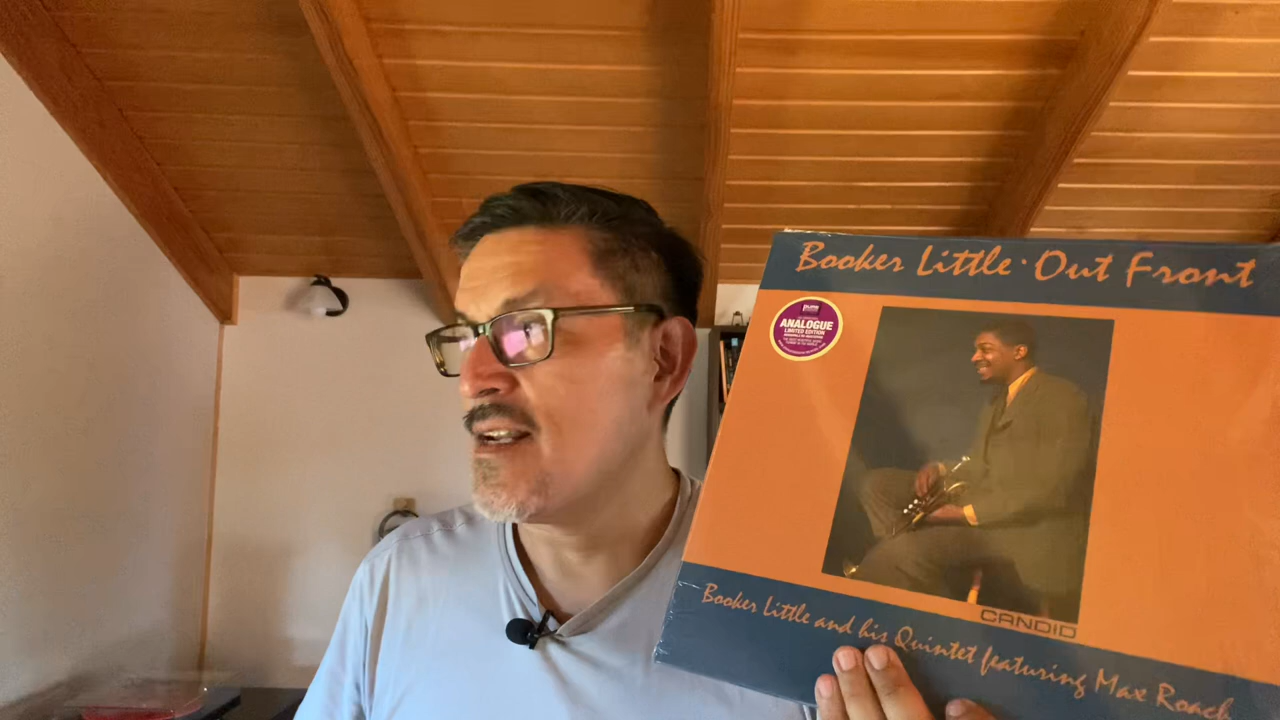 Booker Little · Out Front
ANALOGUE
LIMITED EDITION
CANDID
Booker Little and his Quintet featuring Max Roach